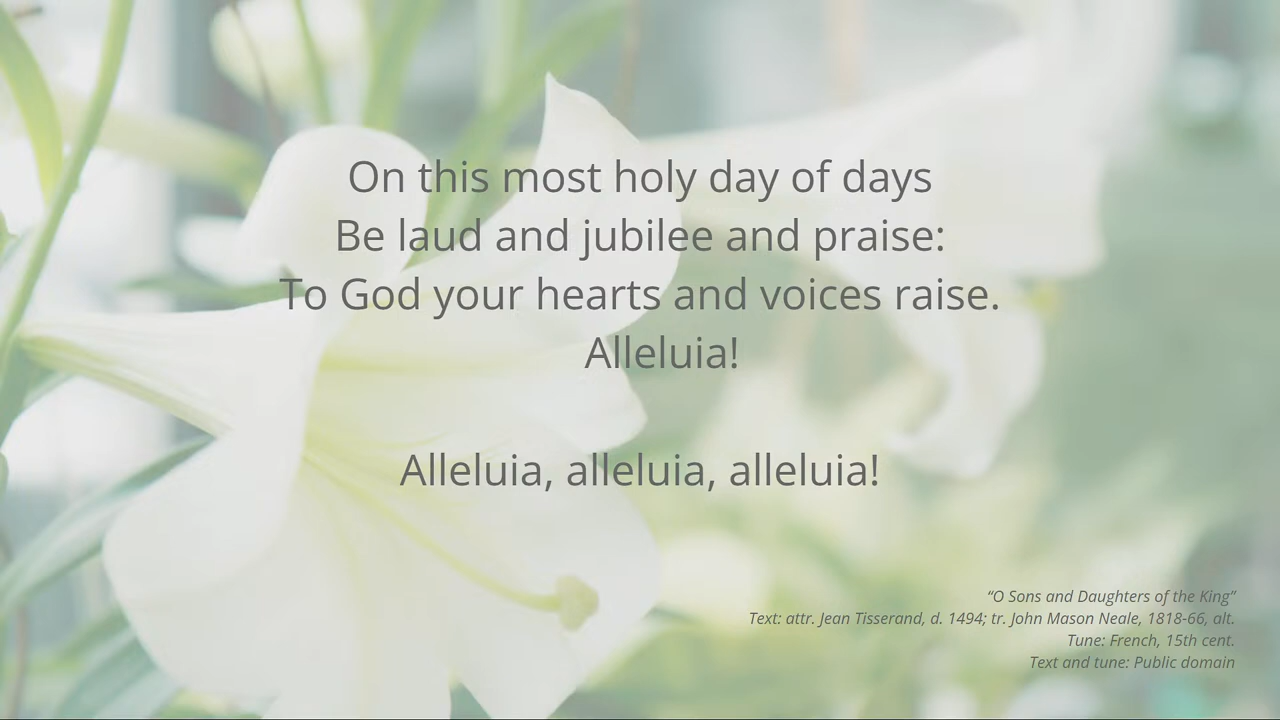 On this most holy day of days
Be laud and jubilee and praise:
To God your hearts and voices raise.
Alleluia!
Alleluia, alleluia, alleluia!
“O Sons and Daughters of the King”
Text: attr. Jean Tisserand, d. 1494; tr. John Mason Neale, 1818-66, alt.
Tune: French, 15th cent.
Text and tune: Public domain